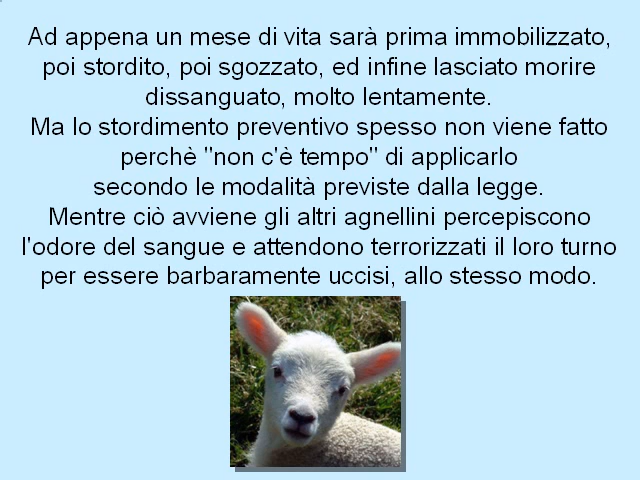 Ad appena un mese di vita sarà prima immobilizzato,
poi stordito, poi sgozzato, ed infine lasciato morire
dissanguato, molto lentamente.
Ma lo stordimento preventivo spesso non viene fatto
perchè "non c'è tempo" di applicarlo
secondo le modalità previste dalla legge.
Mentre ciò avviene gli altri agnellini percepiscono
l'odore del sangue e attendono terrorizzati il loro turno
per essere barbaramente uccisi, allo stesso modo.